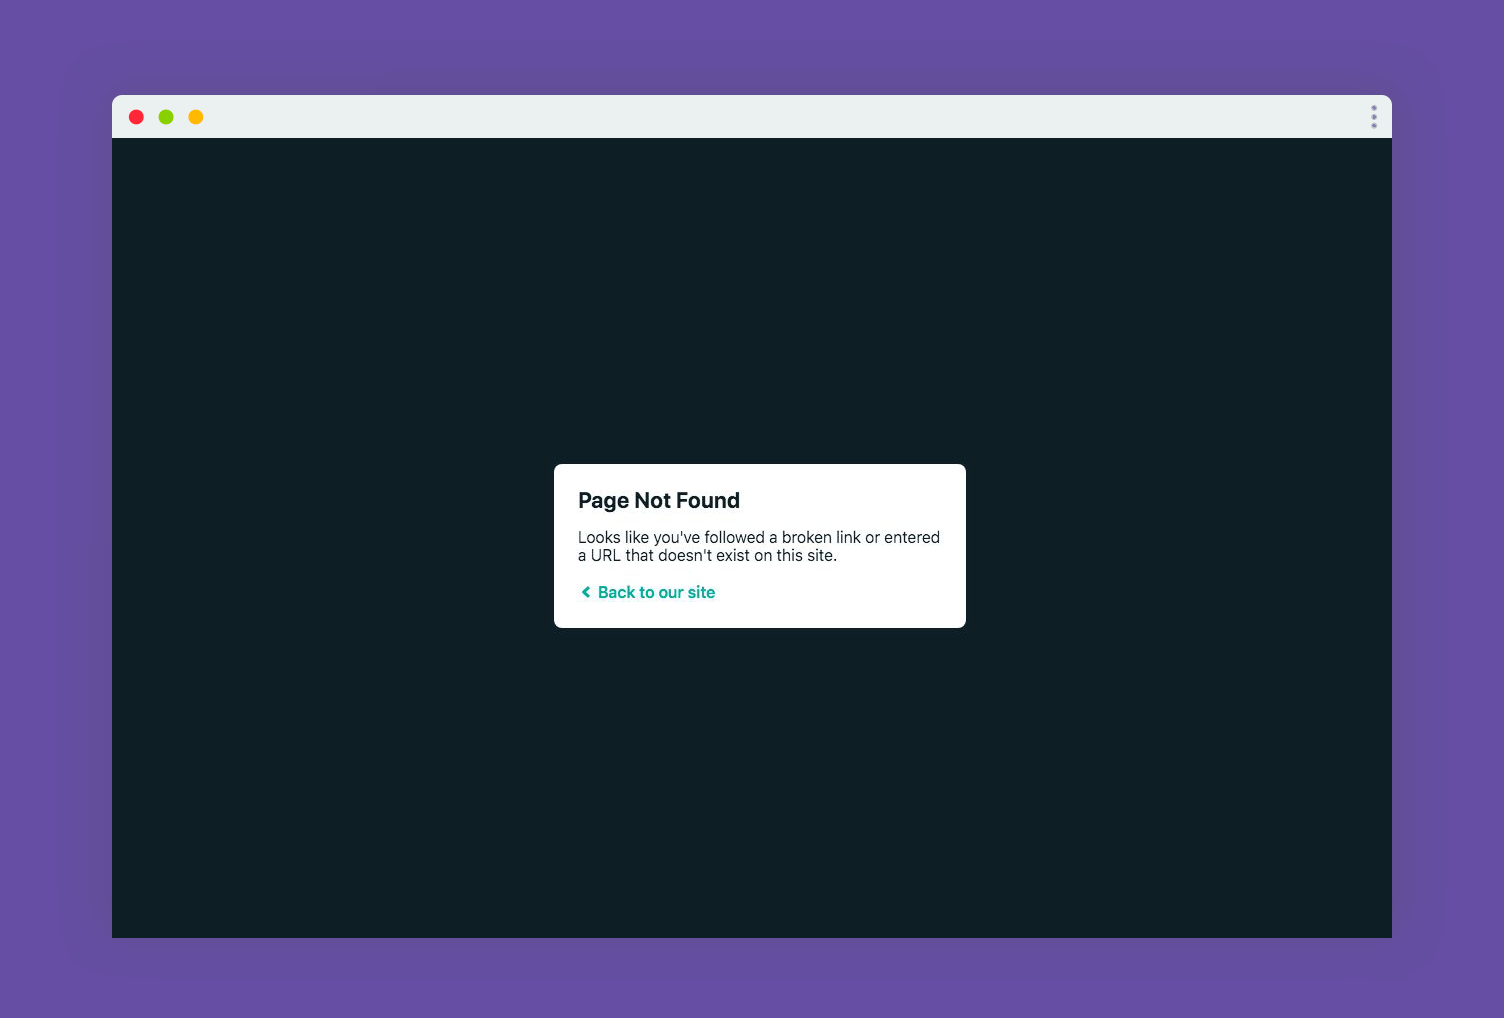 Page Not Found
Looks like you've followed a broken link or entered
a URL that doesn't exist on this site.
Back to our site